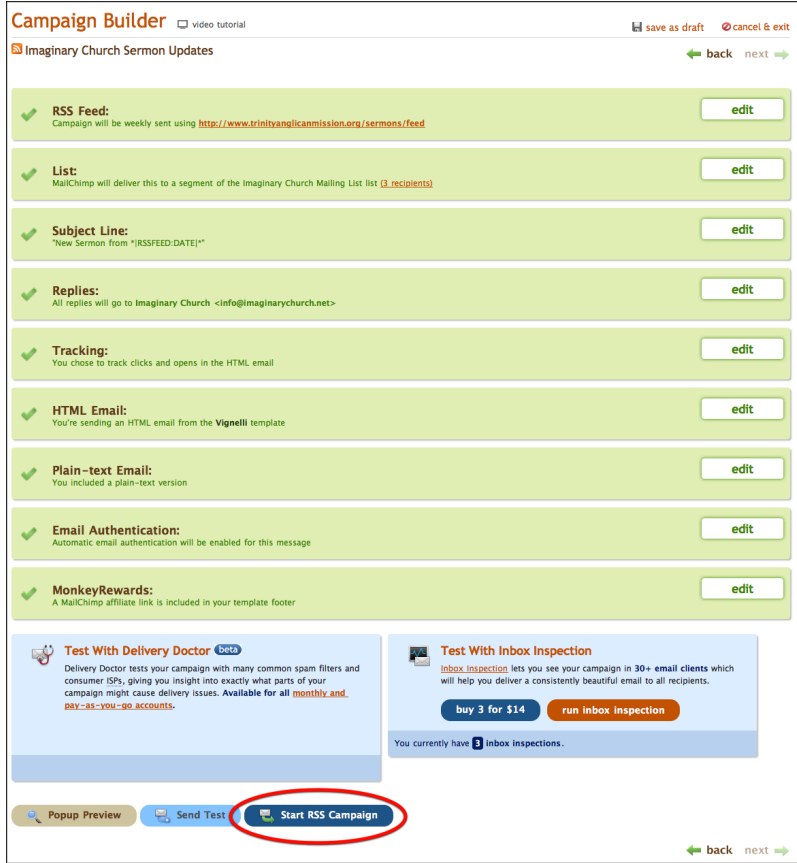 Campaign Builder video tutorial
save as draft cancel & exit
Imaginary Church Sermon Updates
back next
RSS Feed:
Campaign will be weekly sent using http://www.trinityanglicanmission.org/sermons/feed
edit
List:
MailChimp will deliver this to a segment of the Imaginary Church Mailing List list (3 recipients)
edit
Subject Line:
"New Sermon from *|RSSFEED:DATE|*"
edit
Replies:
All replies will go to Imaginary Church <info@imaginarychurch.net>
edit
Tracking:
You chose to track clicks and opens in the HTML email
edit
HTML Email:
You're sending an HTML email from the Vignelli template
edit
Plain-text Email:
You included a plain-text version
edit
Email Authentication:
Automatic email authentication will be enabled for this message
edit
MonkeyRewards:
A MailChimp affiliate link is included in your template footer
edit
Test With Delivery Doctor beta
Delivery Doctor tests your campaign with many common spam filters and
consumer ISPs, giving you insight into exactly what parts of your
campaign might cause delivery issues. Available for all monthly and
pay-as-you-go accounts.
Test With Inbox Inspection
Inbox Inspection lets you see your campaign in 30+ email clients which
will help you deliver a consistently beautiful email to all recipients.
buy 3 for $14 run inbox inspection
You currently have 3 inbox inspections.
Popup Preview Send Test Start RSS Campaign
back next